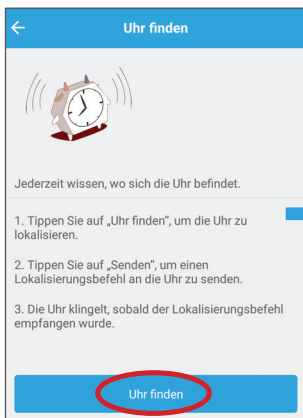 Uhr finden
Jederzeit wissen, wo sich die Uhr befindet.
1. Tippen Sie auf „Uhr finden“, um die Uhr zu
lokalisieren.
2. Tippen Sie auf „Senden“, um einen
Lokalisierungsbefehl an die Uhr zu senden.
3. Die Uhr klingelt, sobald der Lokalisierungsbefehl
empfangen wurde.
Uhr finden